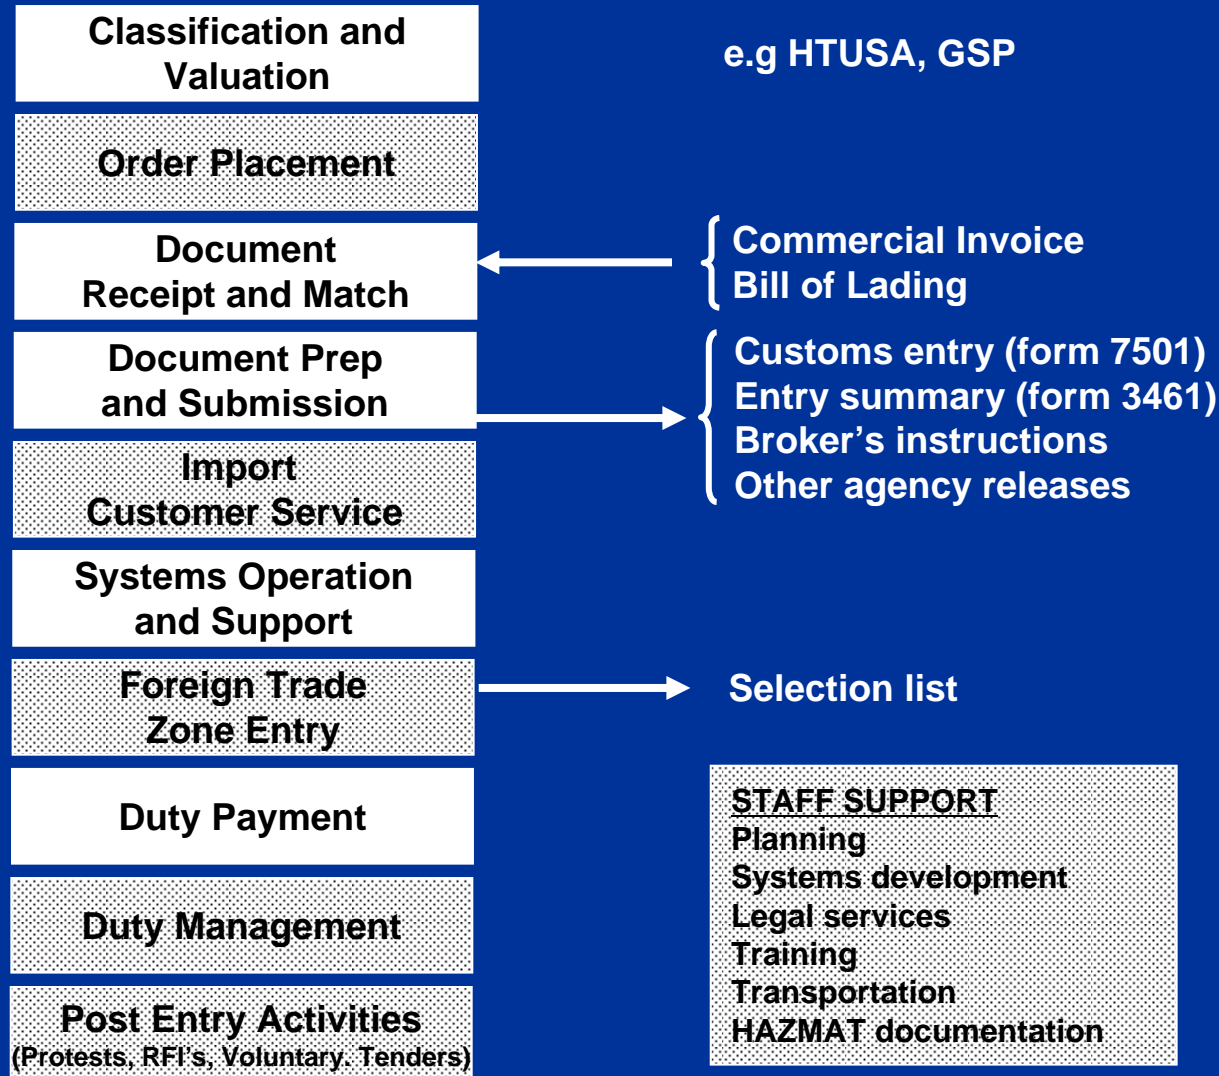 Classification and
Valuation
e.g HTUSA, GSP
Order Placement
Document
Receipt and Match
Commercial Invoice
Bill of Lading
Document Prep
and Submission
Customs entry (form 7501)
Entry summary (form 3461)
Broker’s instructions
Other agency releases
Import
Customer Service
Systems Operation
and Support
Foreign Trade
Zone Entry
Selection list
Duty Payment
Duty Management
Post Entry Activities
(Protests, RFI's, Voluntary. Tenders)
STAFF SUPPORT
Planning
Systems development
Legal services
Training
Transportation
HAZMAT documentation